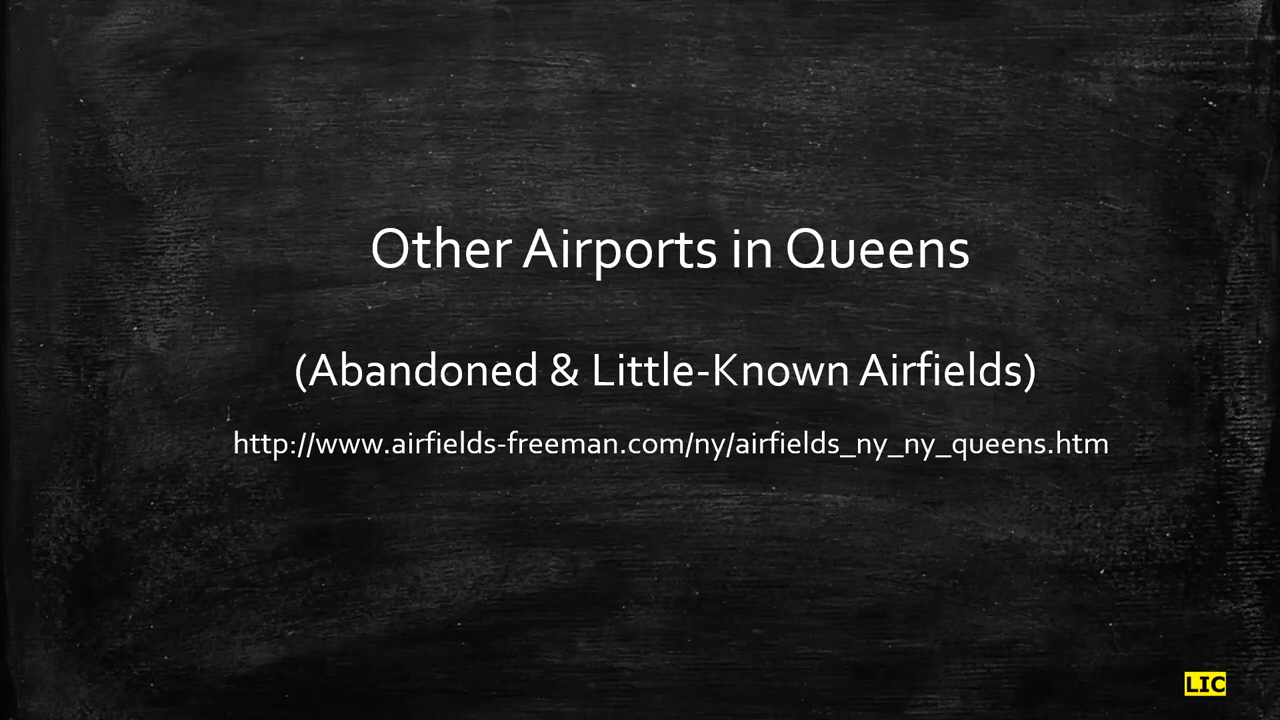 Other Airports in Queens
(Abandoned & Little-Known Airfields)
http://www.airfields-freeman.com/ny/airfields_ny_ny_queens.htm
LIC